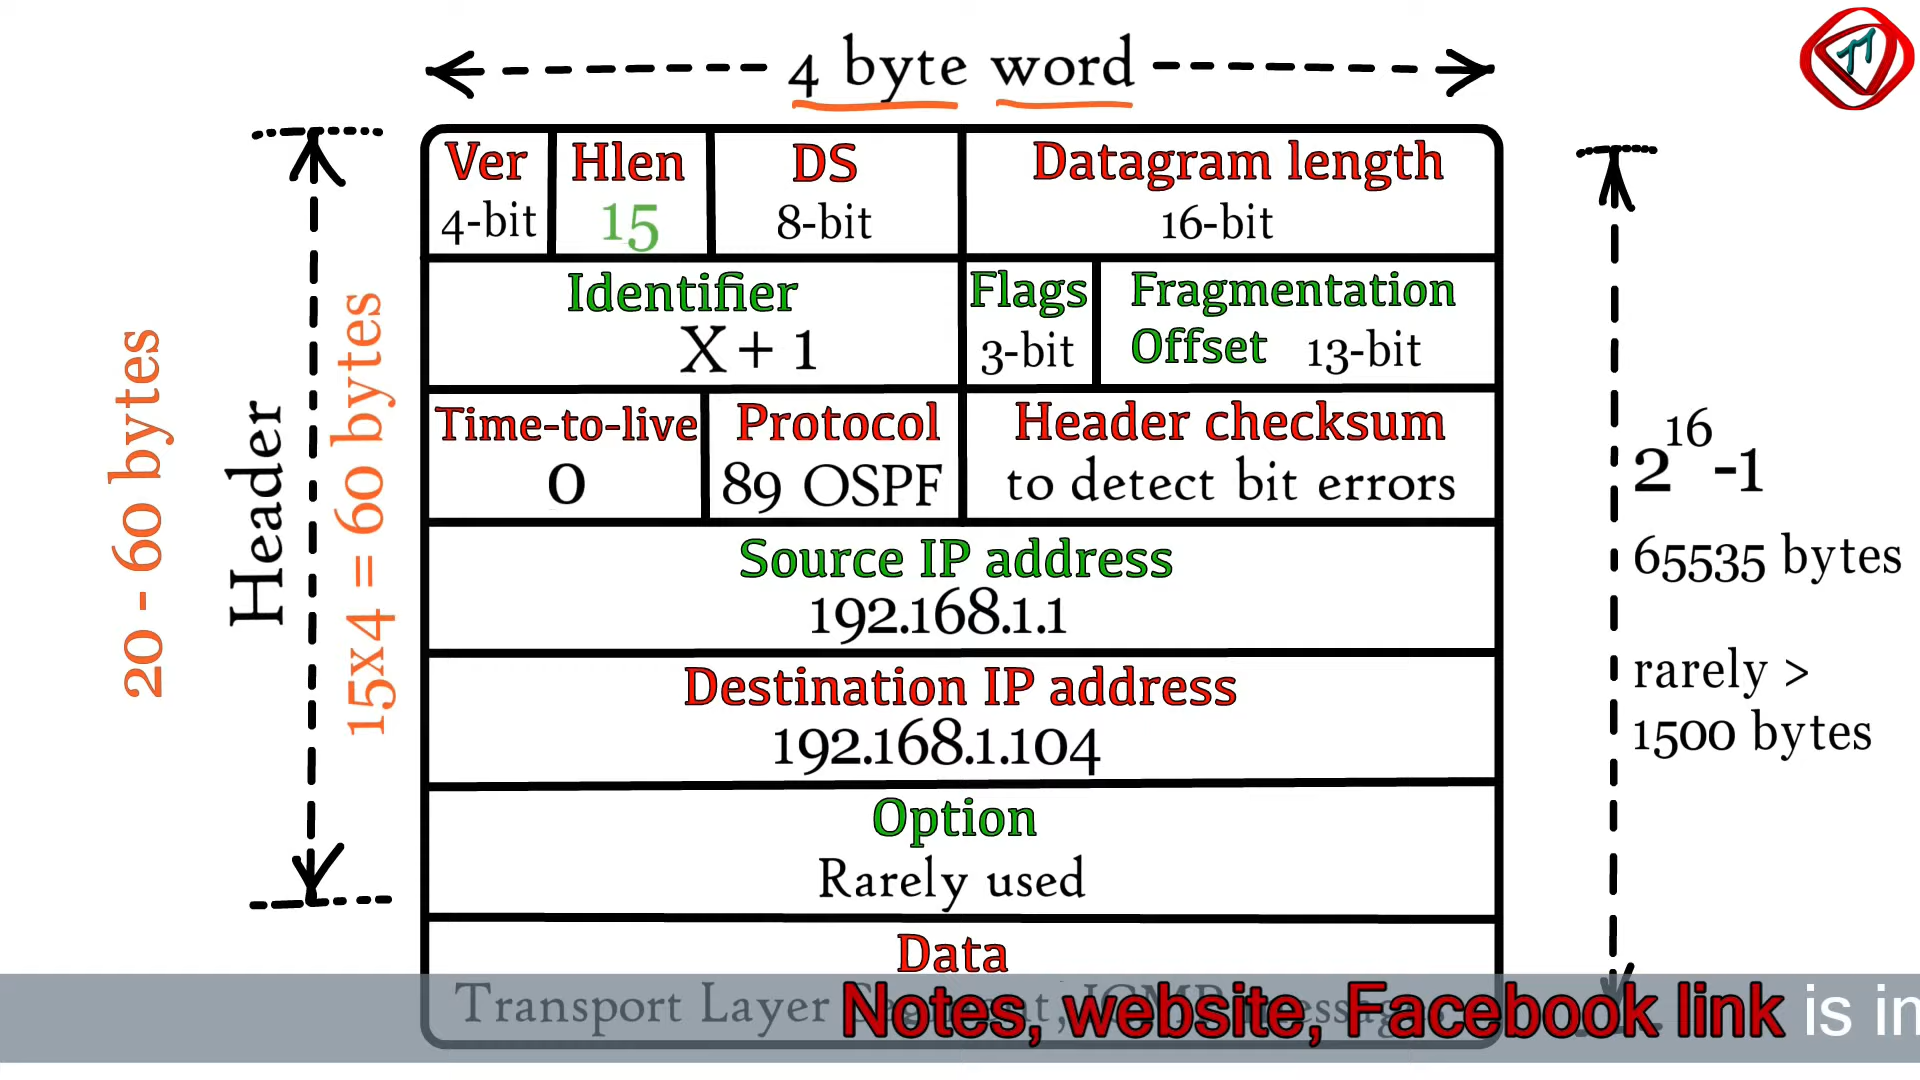 4 byte word
Ver
4-bit
Hlen
15
DS
8-bit
Datagram length
16-bit
Identifier
X + 1
Flags
3-bit
Fragmentation
Offset 13-bit
Time-to-live
0
Protocol
89 OSPF
Header checksum
to detect bit errors
Source IP address
192.168.1.1
Destination IP address
192.168.1.104
Option
Rarely used
Data
Transport Layer Segment, ICMP messages
20 - 60 bytes
Header
15x4 = 60 bytes
2^16-1
65535 bytes
rarely >
1500 bytes
Notes, website, Facebook link is in